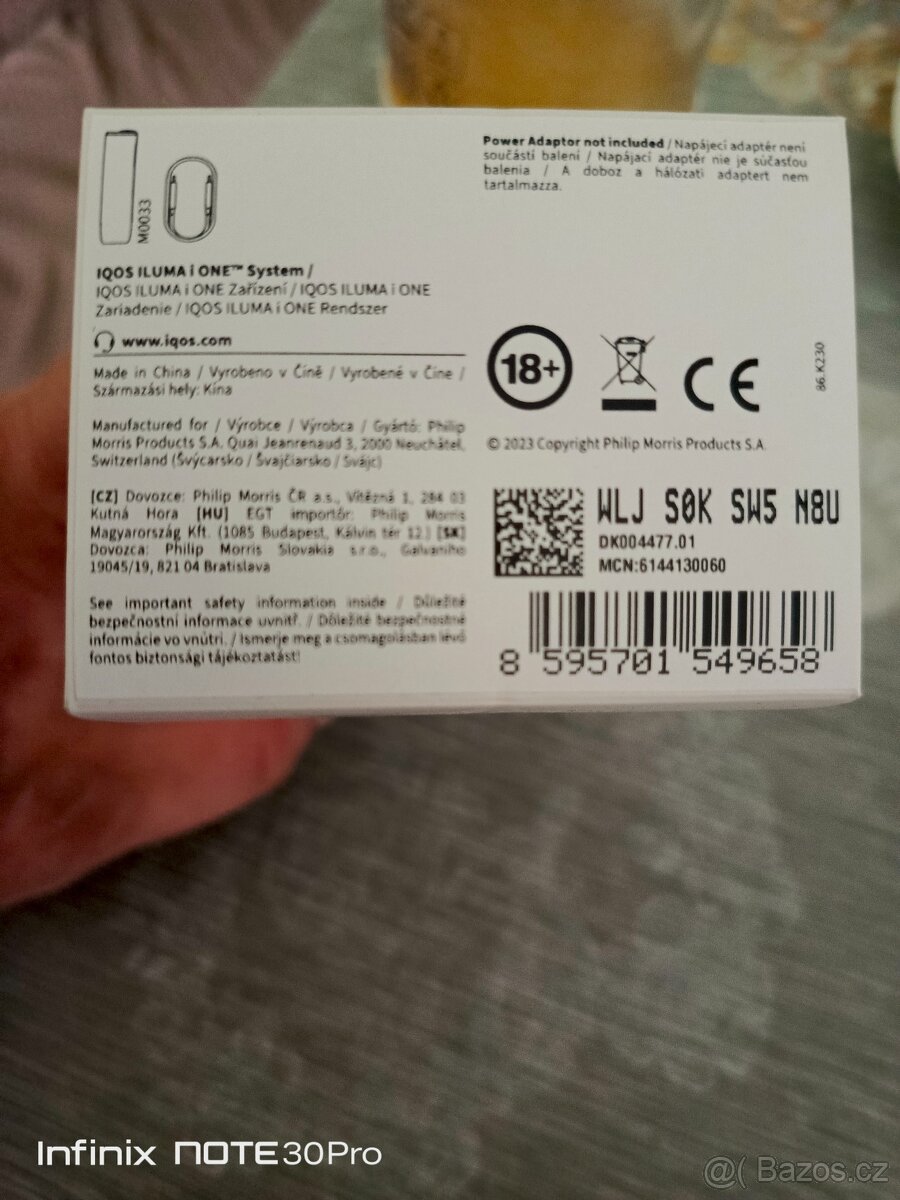 M0033
IQOS ILUMA i ONE™ System /
IQOS ILUMA i ONE Zařízení / IQOS ILUMA i ONE
Zariadenie / IQOS ILUMA i ONE Rendszer
www.iqos.com
Made in China / Vyrobeno v Číně / Vyrobené v Číne /
Származási hely: Kína
Manufactured for / Výrobce / Výrobca / Gyártó: Philip
Morris Products S.A. Quai Jeanrenaud 3, 2000 Neuchâtel,
Switzerland (Švýcarsko / Švajčiarsko / Svájc)
[CZ] Dovozce: Philip Morris ČR a.s., Vítězná 1, 284 03
Kutná Hora [HU] EGT importőr: Philip Morris
Magyarország Kft. (1085 Budapest, Kálvin tér 12.) [SK]
Dovozca: Philip Morris Slovakia s.r.o., Galvaniho
19045/19, 821 04 Bratislava
See important safety information inside / Důležité
bezpečnostní informace uvnitř. / Dôležité bezpečnostné
informácie vo vnútri. / Ismerje meg a csomagolásban lévő
fontos biztonsági tájékoztatást!
Power Adaptor not included / Napájecí adaptér není
součástí balení / Napájací adaptér nie je súčasťou
balenia / A doboz a hálózati adaptert nem
tartalmazza.
18+
CE
86.K230
© 2023 Copyright Philip Morris Products S.A.
WLJ S0K SW5 N8U
DK004477.01
MCN:6144130060
8 595701 549658
Infinix NOTE 30 Pro
@( Bazos.cz